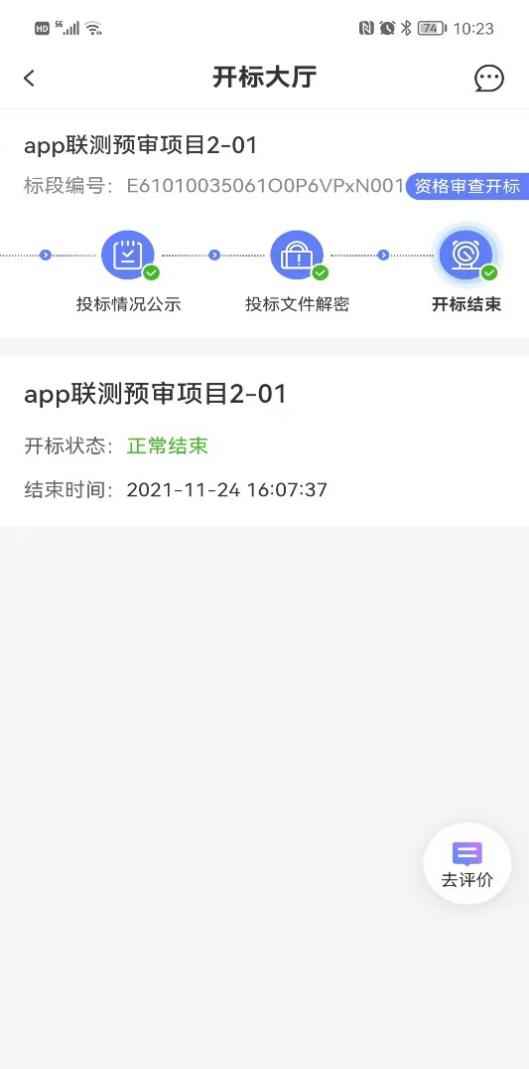 HD 5G 74 10:23
开标大厅
app联测预审项目2-01
标段编号：E61010035061O0P6VPxN001 资格审查开标
投标情况公示 投标文件解密 开标结束
app联测预审项目2-01
开标状态：正常结束
结束时间：2021-11-24 16:07:37
去评价